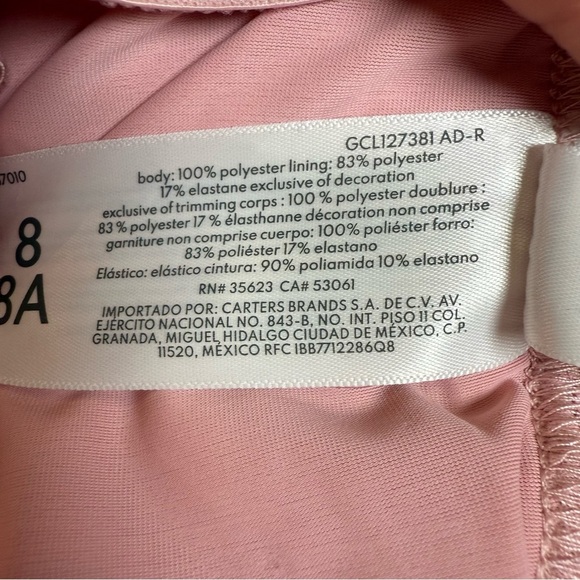 GCL127381 AD-R
7010
body: 100% polyester lining: 83% polyester
17% elastane exclusive of decoration
exclusive of trimming corps : 100 % polyester doublure :
83 % polyester 17 % élasthanne décoration non comprise
garniture non comprise cuerpo: 100% poliéster forro:
83% poliéster 17% elastano
Elástico: elástico cintura: 90% poliamida 10% elastano
RN# 35623 CA# 53061
IMPORTADO POR: CARTERS BRANDS S.A. DE C.V. AV.
EJÉRCITO NACIONAL NO. 843-B, NO. INT. PISO 11 COL.
GRANADA, MIGUEL HIDALGO CIUDAD DE MÉXICO, C.P.
11520, MÉXICO RFC IBB7712286Q8
8
8A